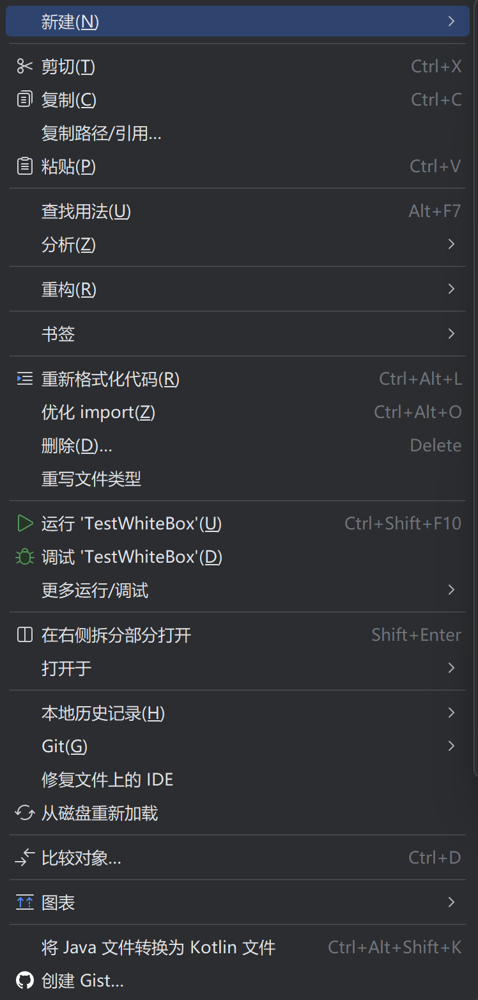 新建(N)
剪切(T) Ctrl+X
复制(C) Ctrl+C
复制路径/引用...
粘贴(P) Ctrl+V
查找用法(U) Alt+F7
分析(Z)
重构(R)
书签
重新格式化代码(R) Ctrl+Alt+L
优化 import(Z) Ctrl+Alt+O
删除(D)... Delete
重写文件类型
运行 'TestWhiteBox'(U) Ctrl+Shift+F10
调试 'TestWhiteBox'(D)
更多运行/调试
在右侧拆分部分打开 Shift+Enter
打开于
本地历史记录(H)
Git(G)
修复文件上的 IDE
从磁盘重新加载
比较对象... Ctrl+D
图表
将 Java 文件转换为 Kotlin 文件 Ctrl+Alt+Shift+K
创建 Gist...